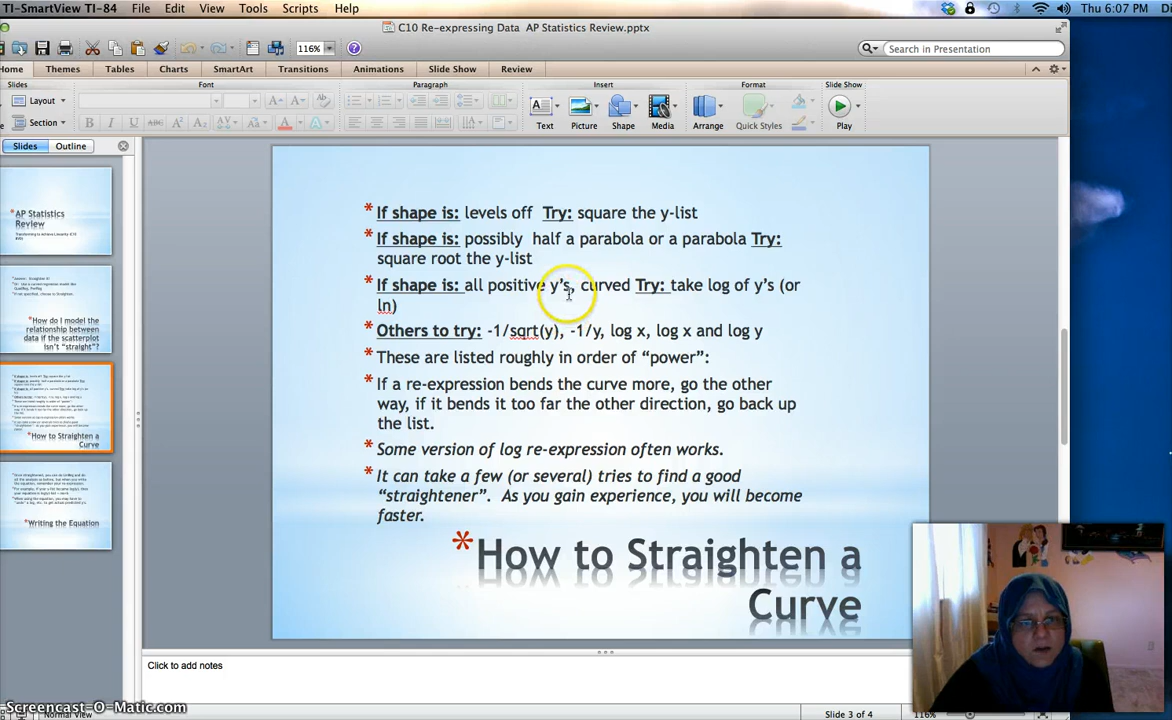 TI-SmartView TI-84 File Edit View Tools Scripts Help Thu 6:07 PM Di
C10 Re-expressing Data AP Statistics Review.pptx
116% Search in Presentation
Home Themes Tables Charts SmartArt Transitions Animations Slide Show Review
Slides Font Paragraph Insert Format Slide Show
Layout
Section B I U ABC A² A₂ AV Aa A A Text Picture Shape Media Arrange Quick Styles Play
Slides Outline
*AP Statistics
Review
*How do I model the
relationship between
data if the scatterplot
isn't "straight"?
*How to Straighten a
Curve
*Writing the Equation
* If shape is: levels off Try: square the y-list
* If shape is: possibly half a parabola or a parabola Try:
square root the y-list
* If shape is: all positive y's, curved Try: take log of y's (or
ln)
* Others to try: -1/sqrt(y), -1/y, log x, log x and log y
* These are listed roughly in order of "power":
* If a re-expression bends the curve more, go the other
way, if it bends it too far the other direction, go back up
the list.
* Some version of log re-expression often works.
* It can take a few (or several) tries to find a good
"straightener". As you gain experience, you will become
faster.
*How to Straighten a
Curve
Click to add notes
Screencast-O-Matic.com
Normal View Slide 3 of 4 116%